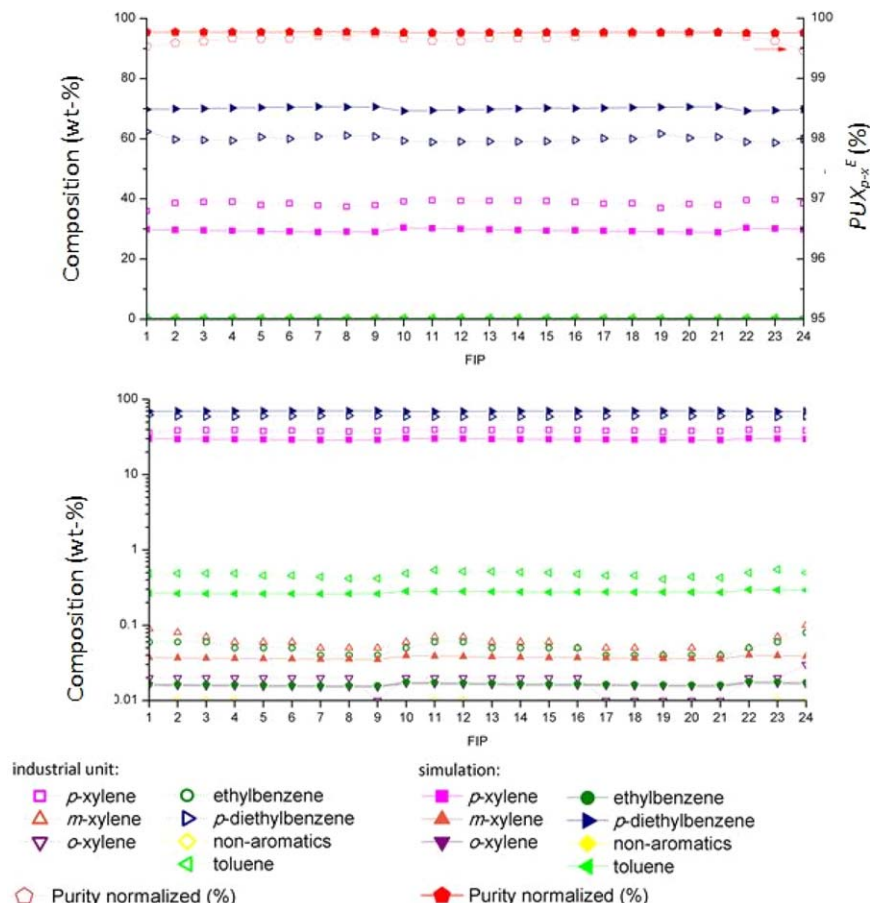 100
80
60
40
20
0
Composition (wt-%)
100
99
98
97
96
95
PUXp-x^E (%)
1 2 3 4 5 6 7 8 9 10 11 12 13 14 15 16 17 18 19 20 21 22 23 24
FIP
100
10
1
0.1
0.01
Composition (wt-%)
1 2 3 4 5 6 7 8 9 10 11 12 13 14 15 16 17 18 19 20 21 22 23 24
FIP
industrial unit:
p-xylene
m-xylene
o-xylene
ethylbenzene
p-diethylbenzene
non-aromatics
toluene
Purity normalized (%)
simulation:
p-xylene
m-xylene
o-xylene
ethylbenzene
p-diethylbenzene
non-aromatics
toluene
Purity normalized (%)